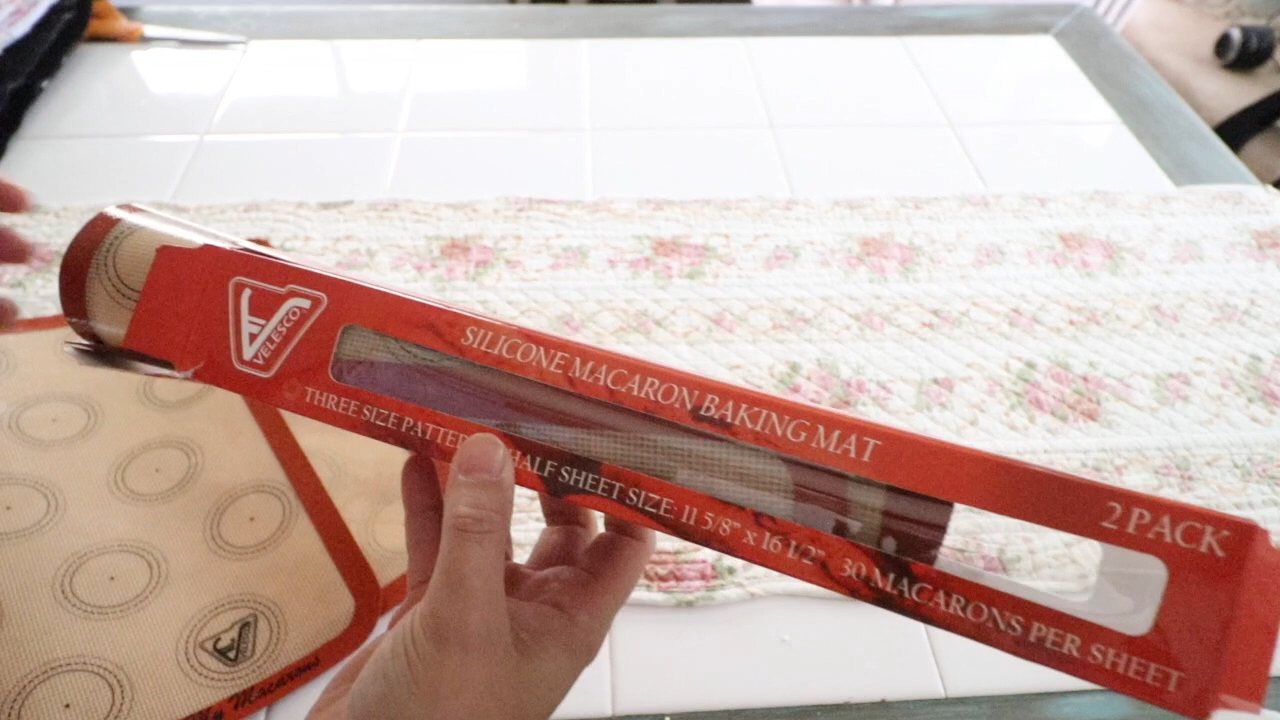 VELESCO
SILICONE MACARON BAKING MAT
2 PACK
THREE SIZE HALF SHEET SIZE: 11 5/8" x 16 1/2" 30 MACARONS PER SHEET
Macarons